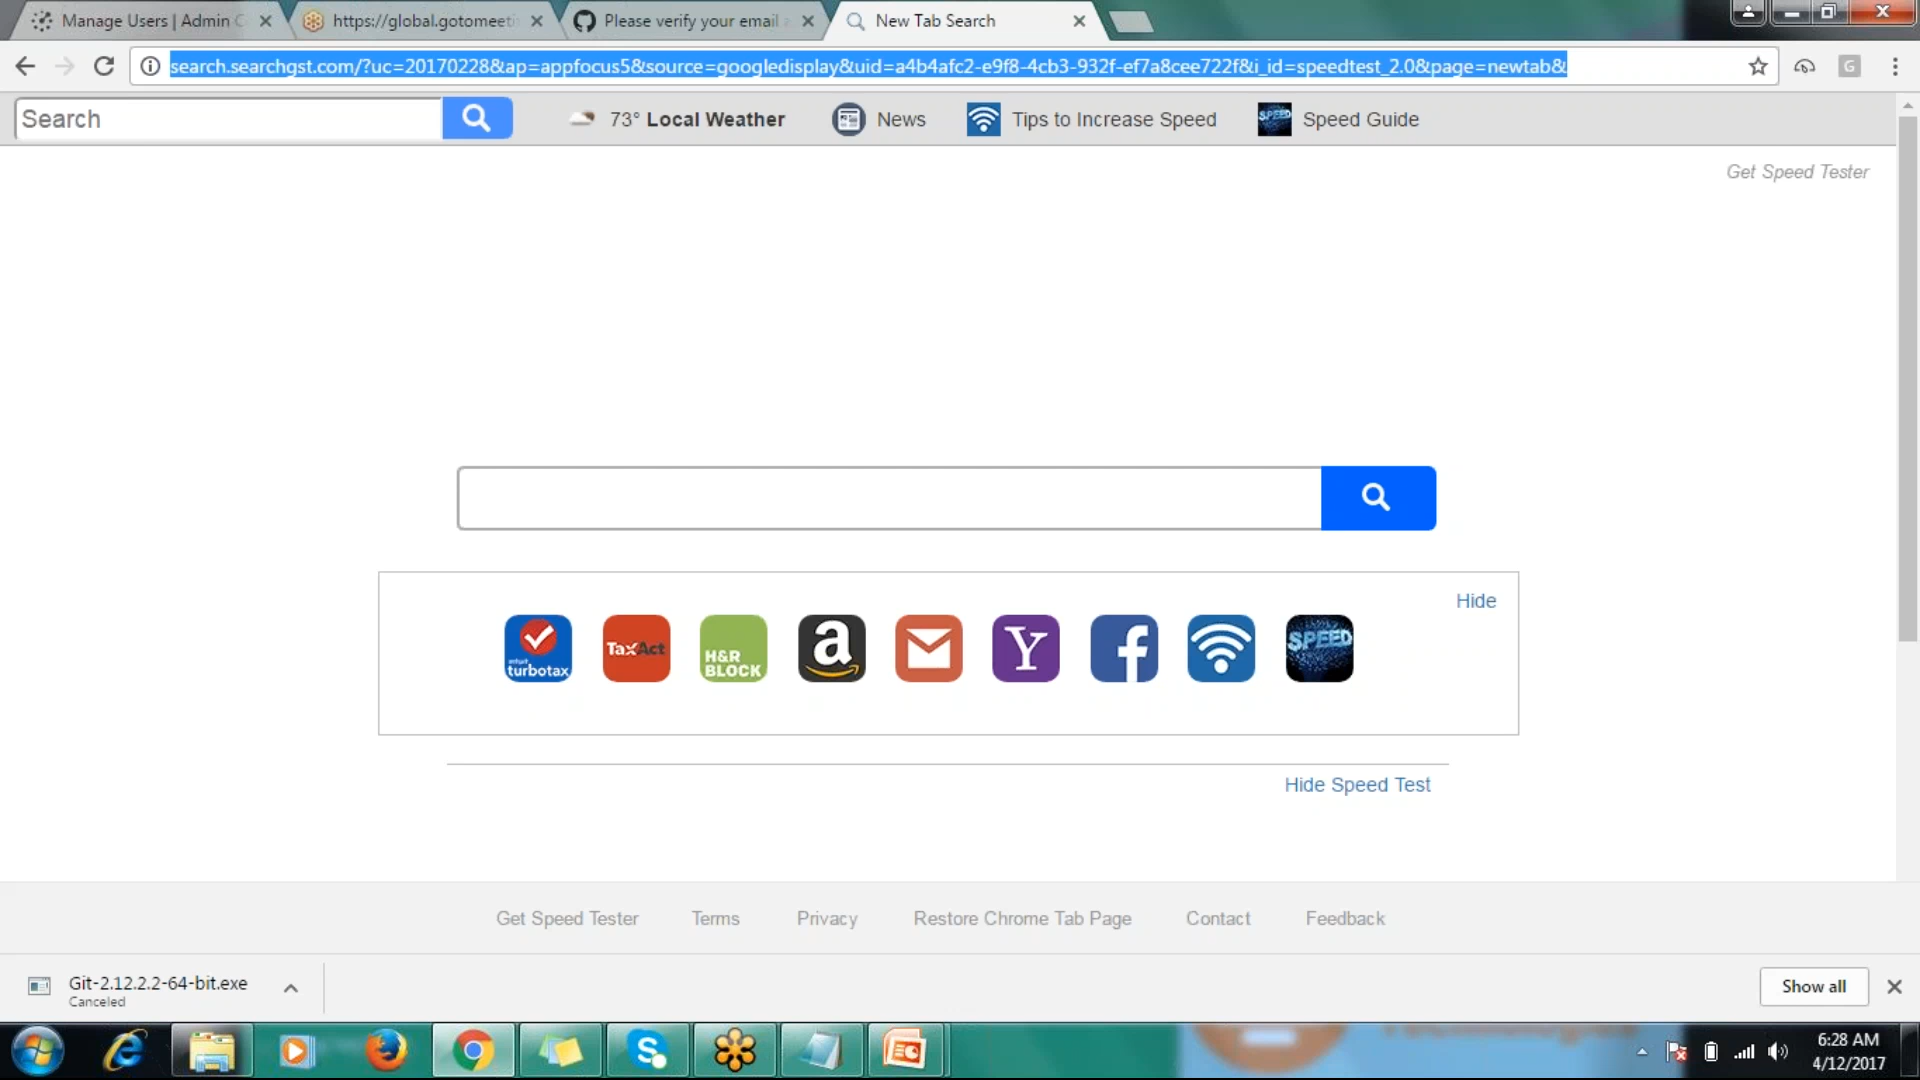 Manage Users | Admin C
https://global.gotomeeti
Please verify your email a
New Tab Search
search.searchgst.com/?uc=20170228&ap=appfocus5&source=googledisplay&uid=a4b4afc2-e9f8-4cb3-932f-ef7a8cee722f&i_id=speedtest_2.0&page=newtab&
G
Search
73° Local Weather
News
Tips to Increase Speed
SPEED
Speed Guide
Get Speed Tester
Hide
intuit
turbotax
TaxAct
H&R
BLOCK
a
Y
f
SPEED
Hide Speed Test
Get Speed Tester
Terms
Privacy
Restore Chrome Tab Page
Contact
Feedback
Git-2.12.2.2-64-bit.exe
Canceled
Show all
6:28 AM
4/12/2017